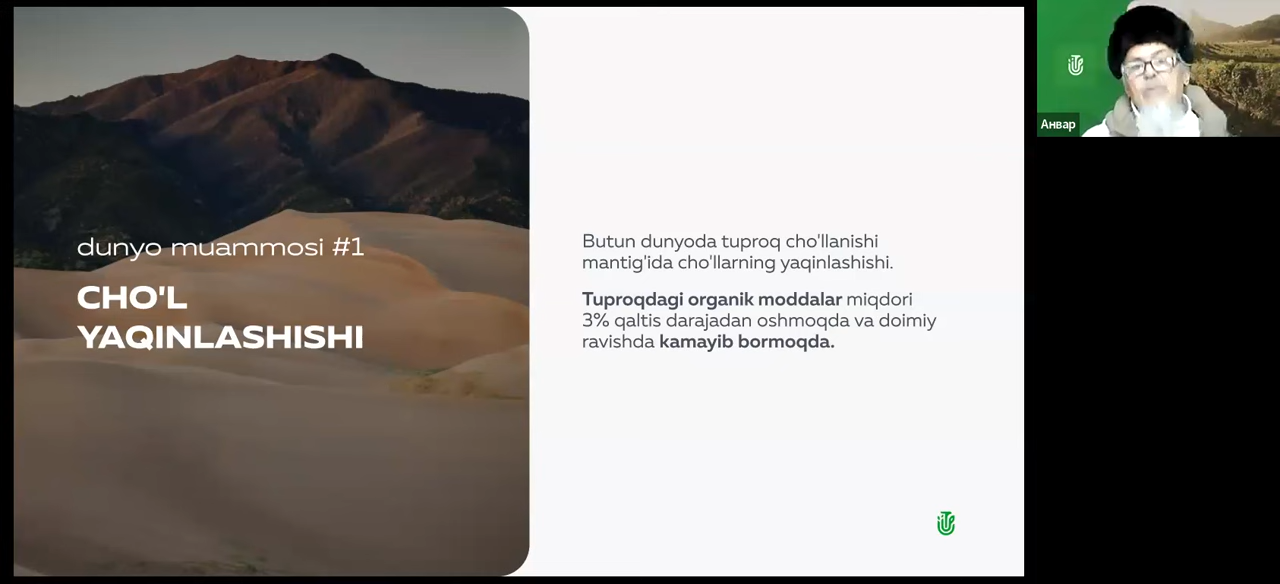 dunyo muammosi #1
CHO'L
YAQINLASHISHI
Butun dunyoda tuproq cho'llanishi
mantig'ida cho'llarning yaqinlashishi.
Tuproqdagi organik moddalar miqdori
3% qaltis darajadan oshmoqda va doimiy
ravishda kamayib bormoqda.
Анвар